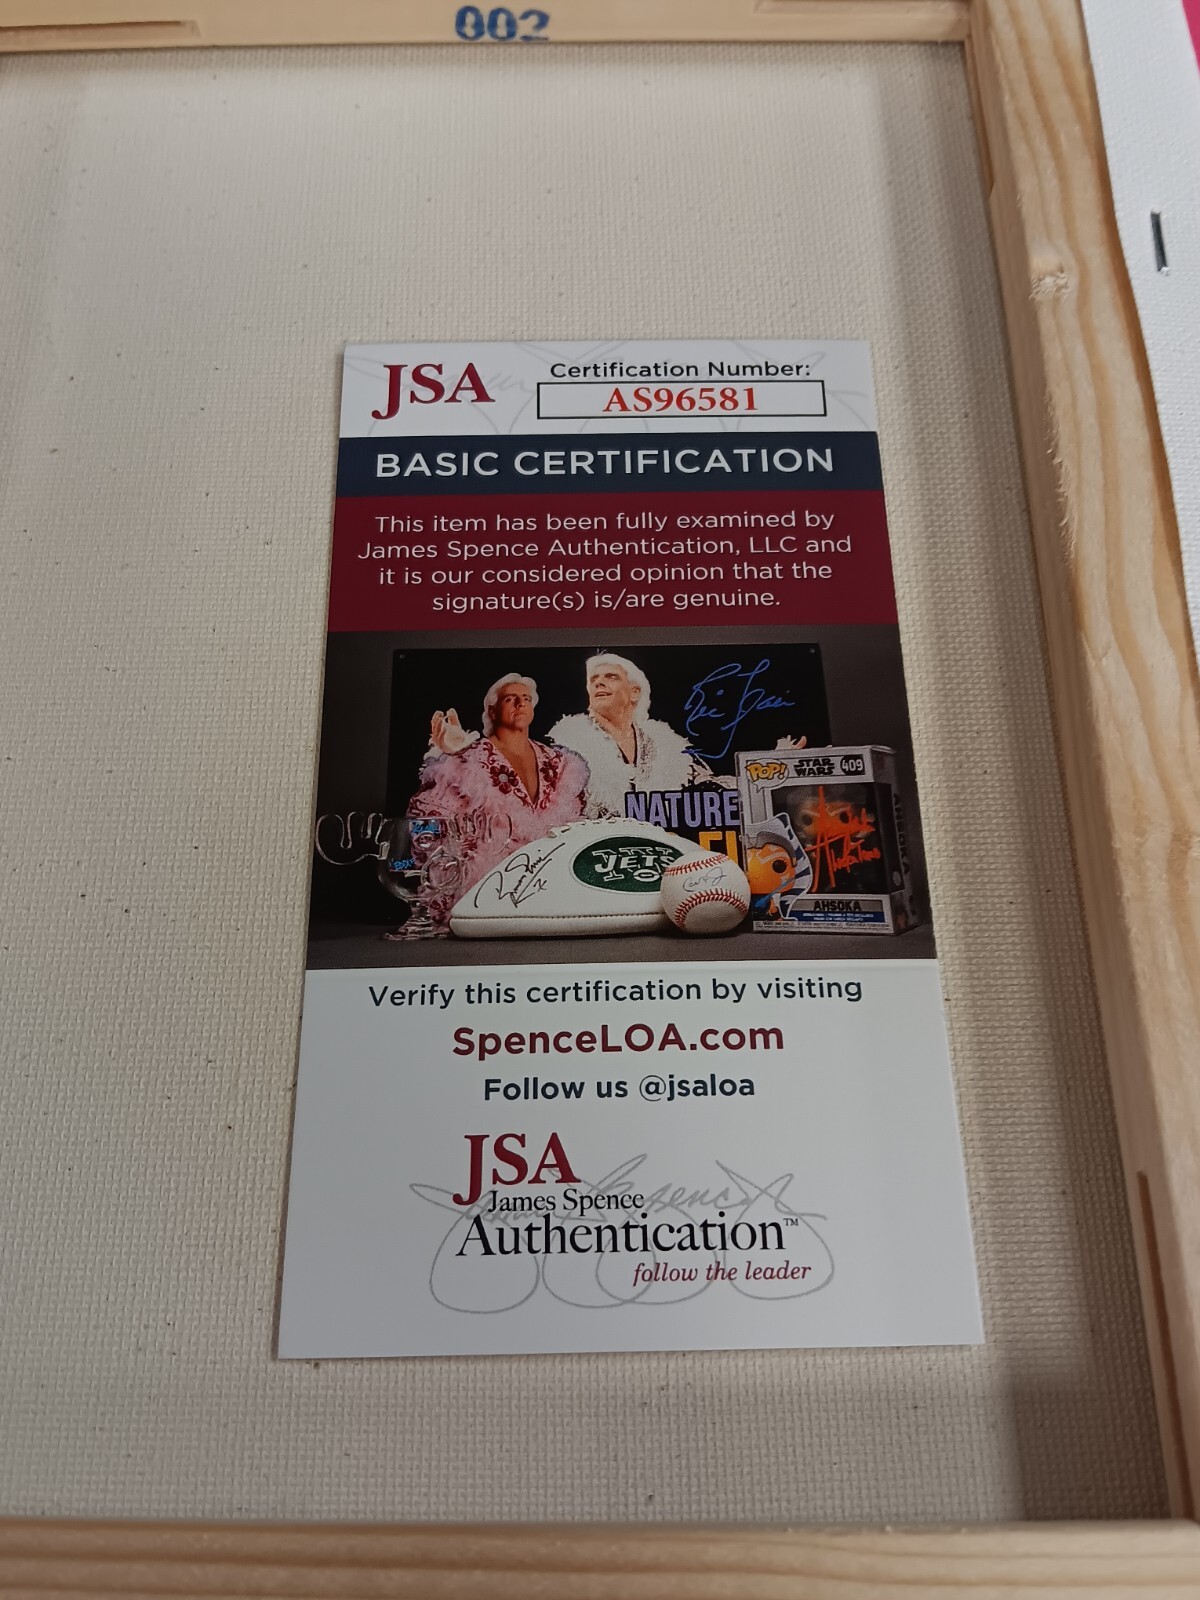 002
JSA
Certification Number:
AS96581
BASIC CERTIFICATION
This item has been fully examined by
James Spence Authentication, LLC and
it is our considered opinion that the
signature(s) is/are genuine.
NATURE
POP!
STAR
WARS
409
JETS
AHSOKA
Verify this certification by visiting
SpenceLOA.com
Follow us @jsaloa
JSA
James Spence
Authentication™
follow the leader